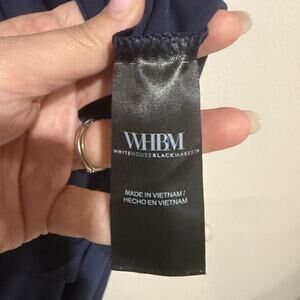 WHBM
WHITEHOUSEBLACKMARKET
MADE IN VIETNAM/
HECHO EN VIETNAM